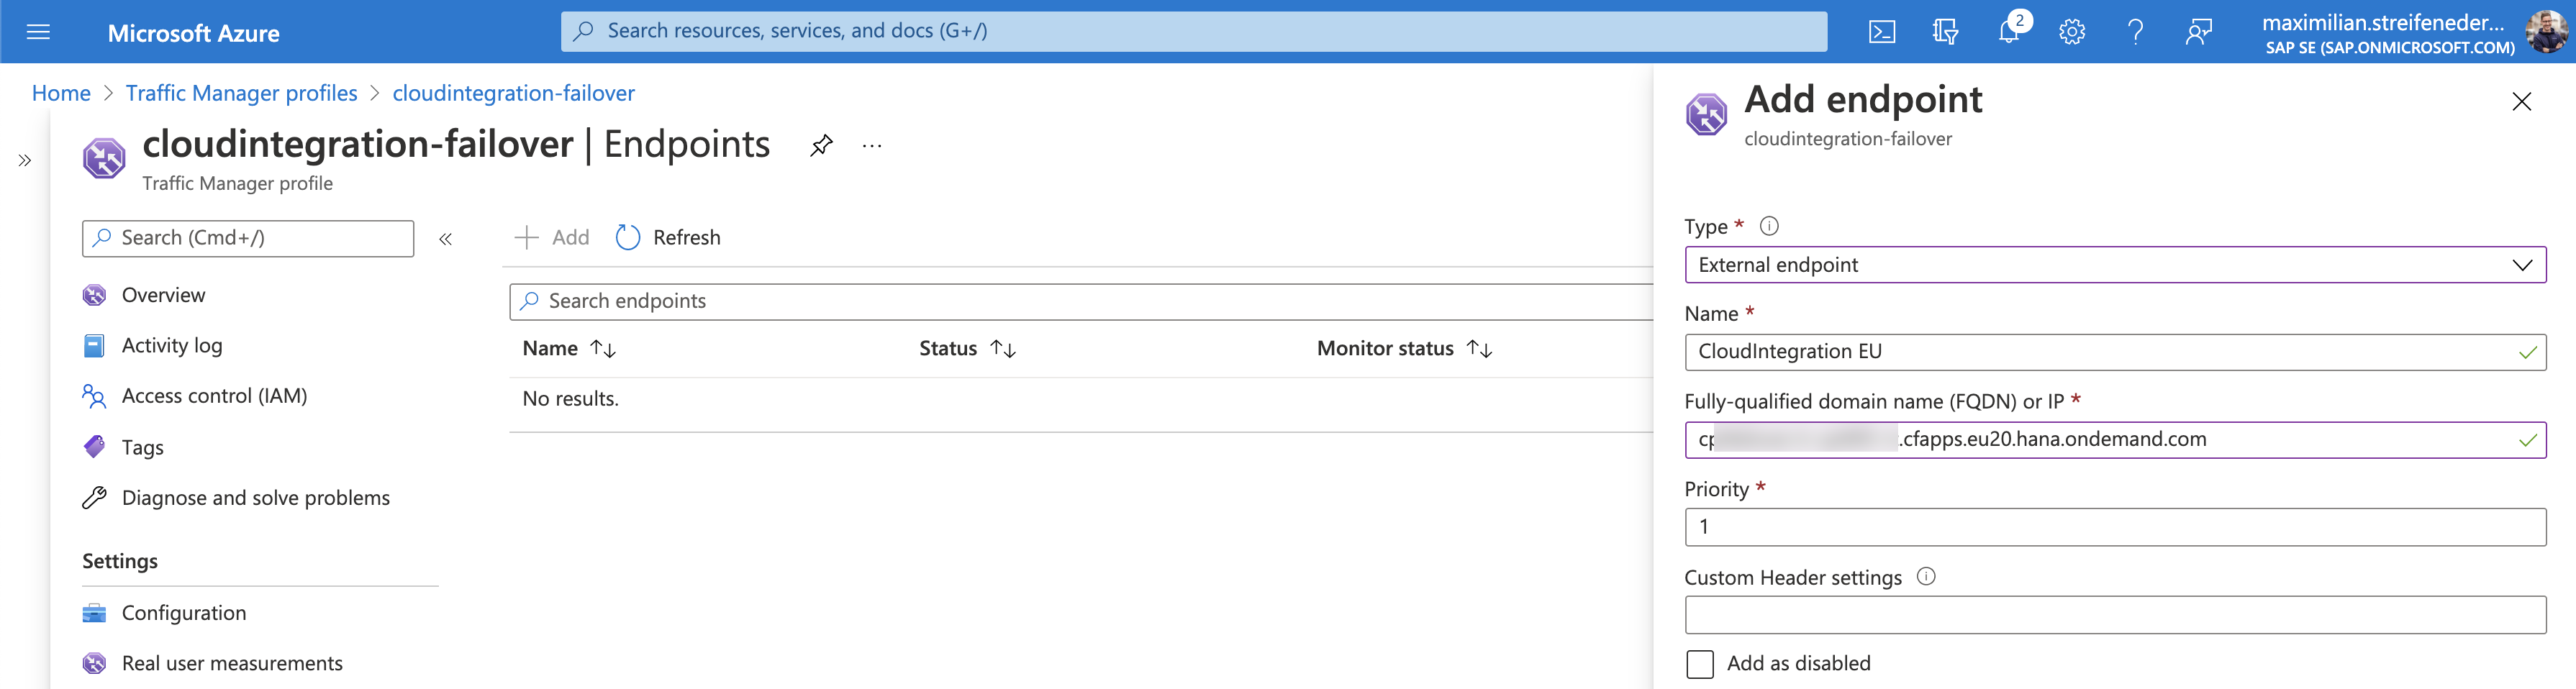 Microsoft Azure
Search resources, services, and docs (G+/)
2
maximilian.streifeneder...
SAP SE (SAP.ONMICROSOFT.COM)
Home > Traffic Manager profiles > cloudintegration-failover
cloudintegration-failover | Endpoints
Traffic Manager profile
Search (Cmd+/)
Overview
Activity log
Access control (IAM)
Tags
Diagnose and solve problems
Settings
Configuration
Real user measurements
Add Refresh
Search endpoints
Name Status Monitor status
No results.
Add endpoint
cloudintegration-failover
Type *
External endpoint
Name *
CloudIntegration EU
Fully-qualified domain name (FQDN) or IP *
.cfapps.eu20.hana.ondemand.com
Priority *
1
Custom Header settings
Add as disabled